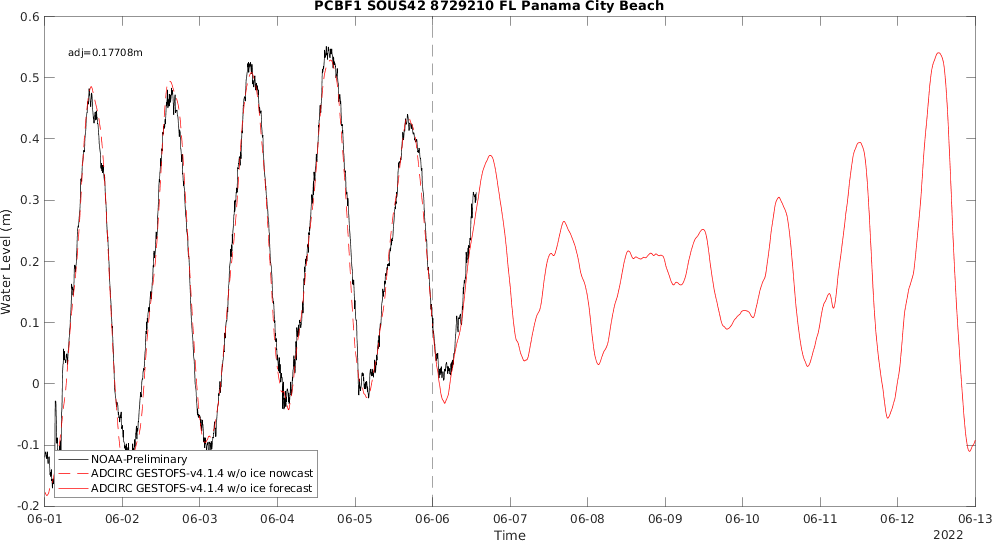 PCBF1 SOUS42 8729210 FL Panama City Beach
adj=0.17708m
Water Level (m)
0.6
0.5
0.4
0.3
0.2
0.1
0
-0.1
-0.2
NOAA-Preliminary
ADCIRC GESTOFS-v4.1.4 w/o ice nowcast
ADCIRC GESTOFS-v4.1.4 w/o ice forecast
06-01 06-02 06-03 06-04 06-05 06-06 06-07 06-08 06-09 06-10 06-11 06-12 06-13
Time
2022